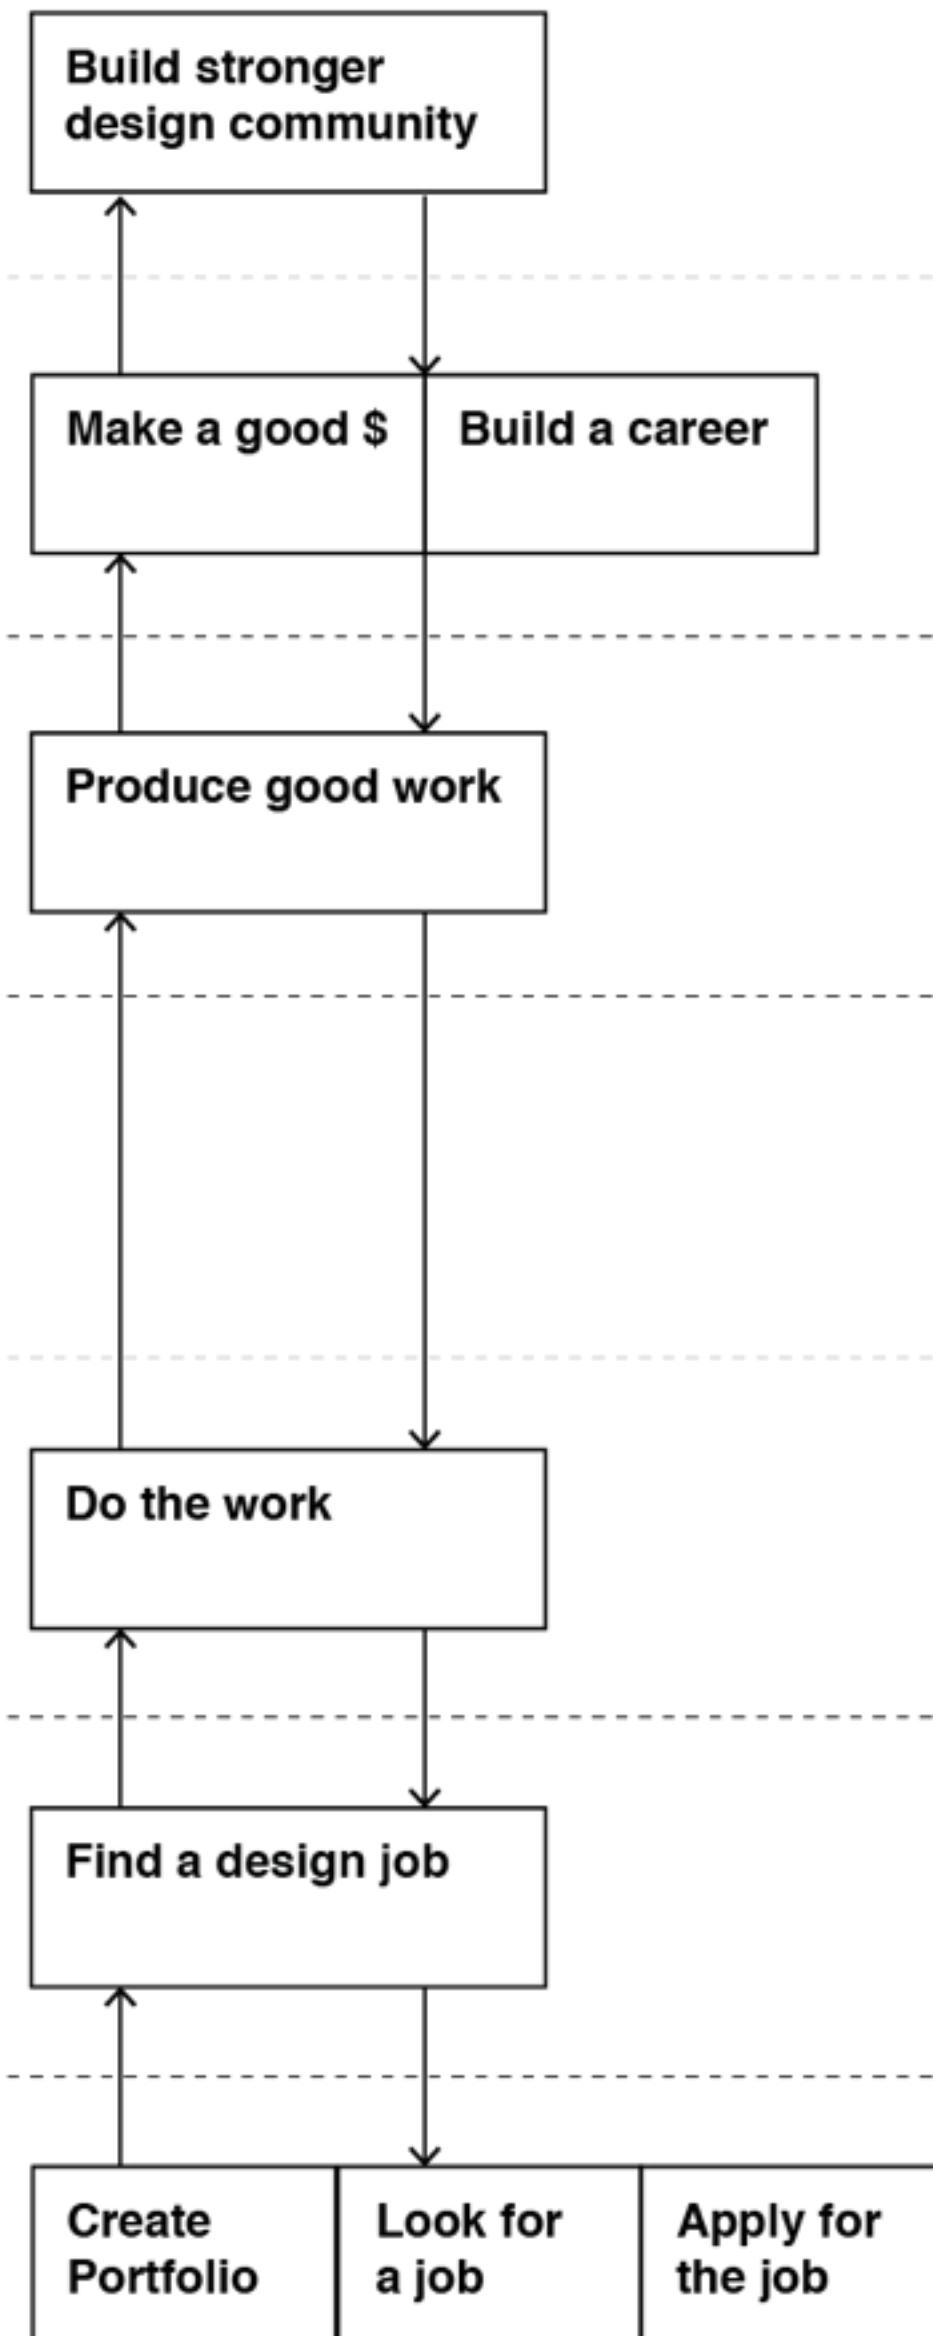 Build stronger
design community
Make a good $
Build a career
Produce good work
Do the work
Find a design job
Create
Portfolio
Look for
a job
Apply for
the job